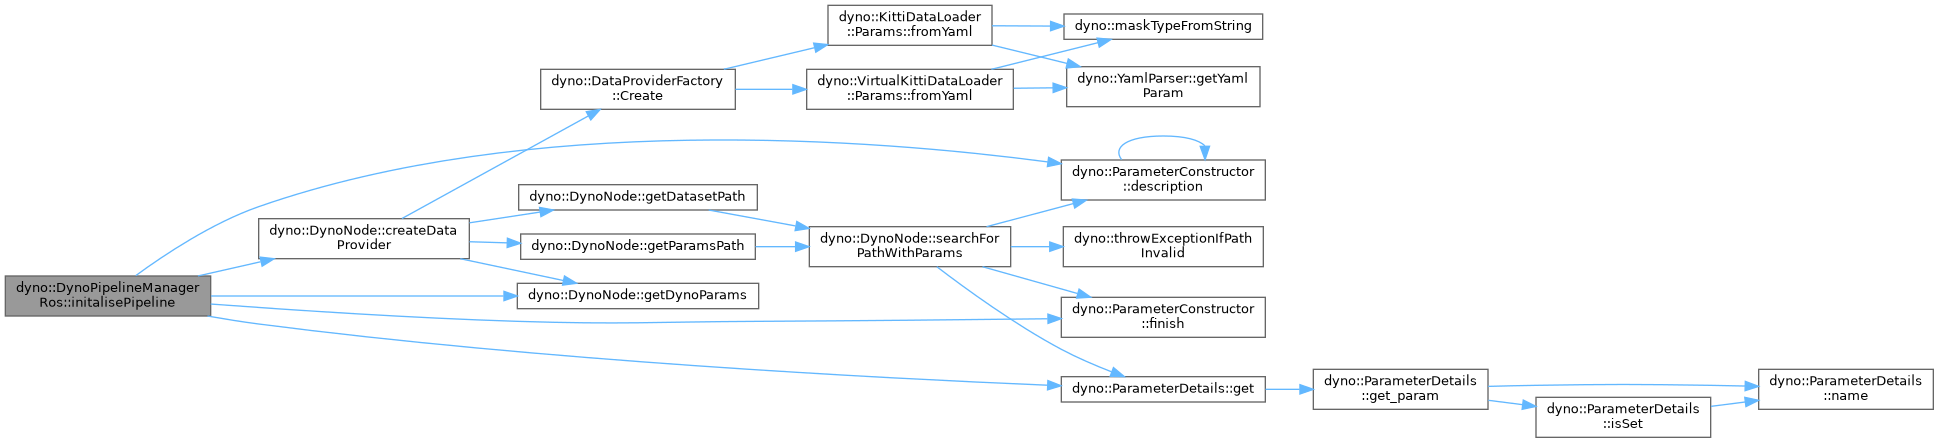 dyno::DynoPipelineManager
Ros::initalisePipeline
dyno::DynoNode::createData
Provider
dyno::DataProviderFactory
::Create
dyno::KittiDataLoader
::Params::fromYaml
dyno::VirtualKittiDataLoader
::Params::fromYaml
dyno::maskTypeFromString
dyno::YamlParser::getYaml
Param
dyno::DynoNode::getDatasetPath
dyno::DynoNode::getParamsPath
dyno::DynoNode::getDynoParams
dyno::DynoNode::searchFor
PathWithParams
dyno::ParameterConstructor
::description
dyno::throwExceptionIfPath
Invalid
dyno::ParameterConstructor
::finish
dyno::ParameterDetails::get
dyno::ParameterDetails
::get_param
dyno::ParameterDetails
::isSet
dyno::ParameterDetails
::name